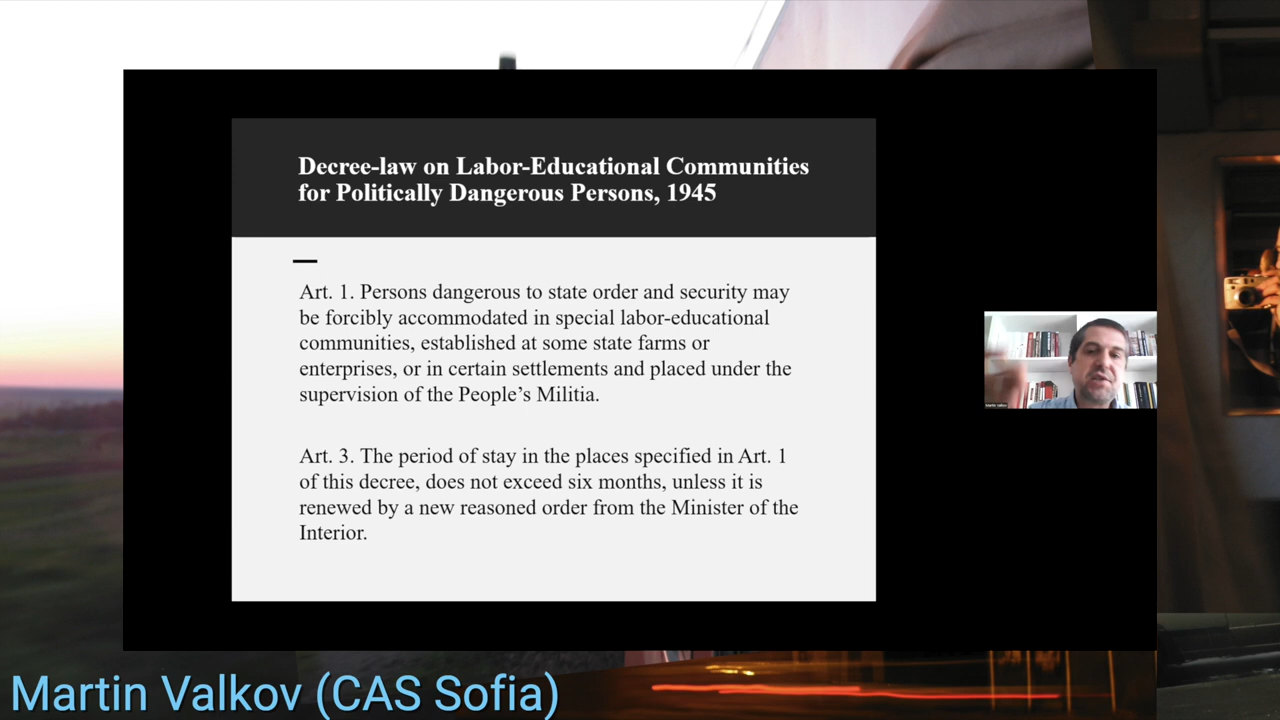 Decree-law on Labor-Educational Communities
for Politically Dangerous Persons, 1945
Art. 1. Persons dangerous to state order and security may
be forcibly accommodated in special labor-educational
communities, established at some state farms or
enterprises, or in certain settlements and placed under the
supervision of the People’s Militia.
Art. 3. The period of stay in the places specified in Art. 1
of this decree, does not exceed six months, unless it is
renewed by a new reasoned order from the Minister of the
Interior.
Martin Valkov
Martin Valkov (CAS Sofia)